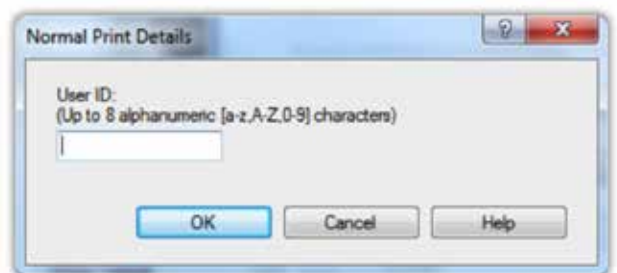 Normal Print Details
User ID:
(Up to 8 alphanumeric [a-z,A-Z,0-9] characters)
OK Cancel Help